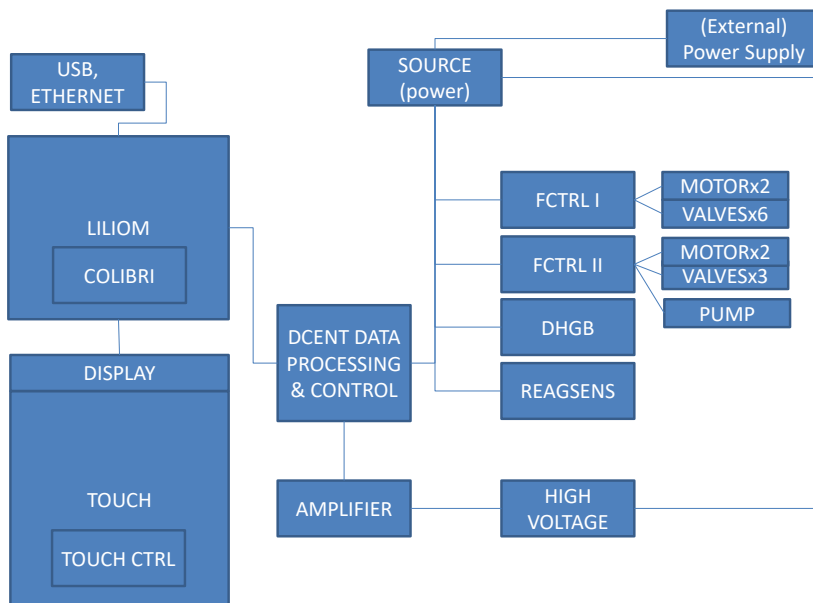 (External)
Power Supply
USB,
ETHERNET
SOURCE
(power)
LILIOM
COLIBRI
FCTRL I
MOTORx2
VALVESx6
FCTRL II
MOTORx2
VALVESx3
PUMP
DCENT DATA
PROCESSING
& CONTROL
DHGB
REAGSENS
DISPLAY
TOUCH
TOUCH CTRL
AMPLIFIER
HIGH
VOLTAGE